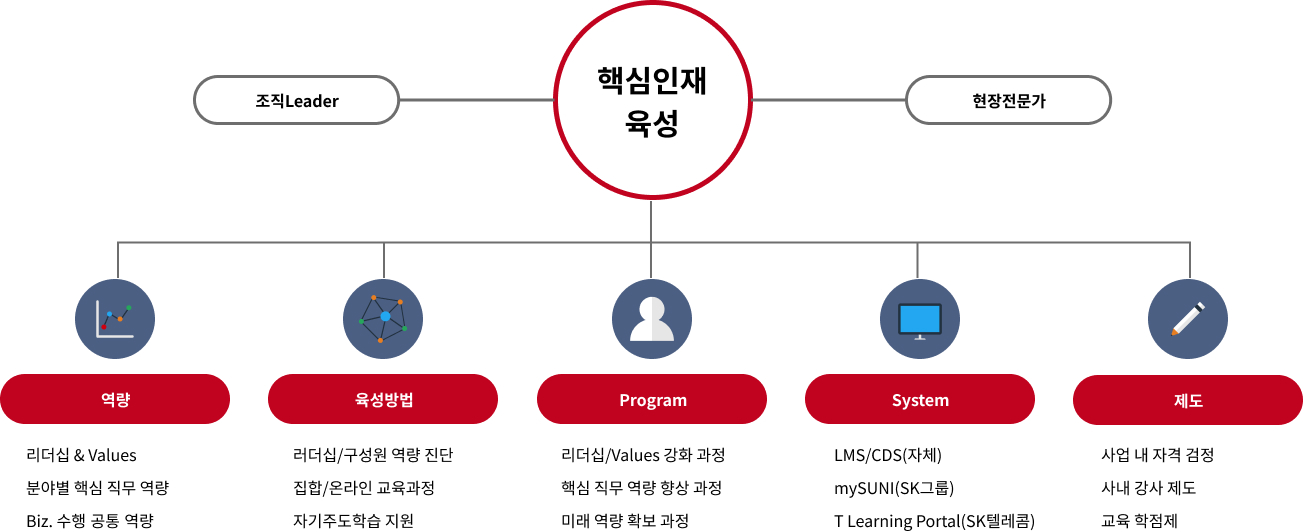 핵심인재
육성
조직Leader
현장전문가
역량
리더십 & Values
분야별 핵심 직무 역량
Biz. 수행 공통 역량
육성방법
러더십/구성원 역량 진단
집합/온라인 교육과정
자기주도학습 지원
Program
리더십/Values 강화 과정
핵심 직무 역량 향상 과정
미래 역량 확보 과정
System
LMS/CDS(자체)
mySUNI(SK그룹)
T Learning Portal(SK텔레콤)
제도
사업 내 자격 검정
사내 강사 제도
교육 학점제